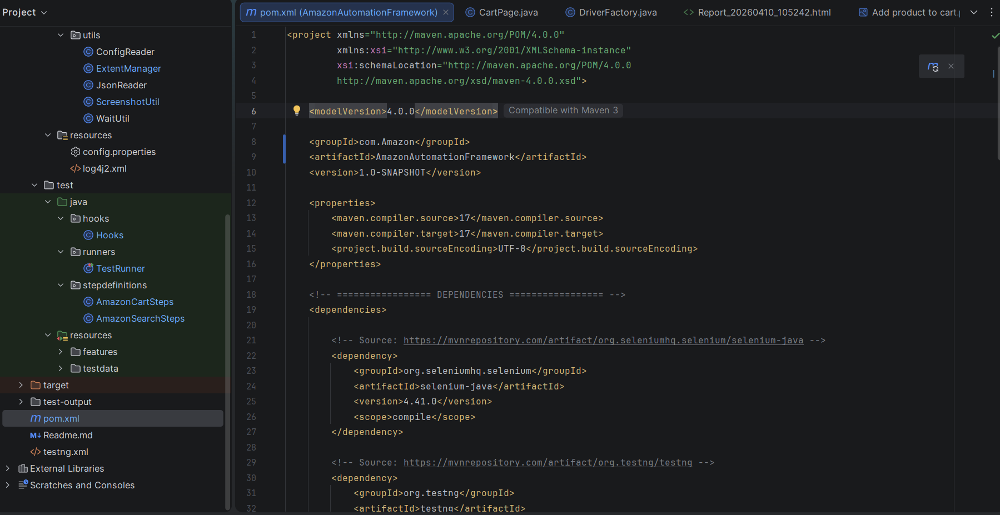 Project
utils
ConfigReader
ExtentManager
JsonReader
ScreenshotUtil
WaitUtil
resources
config.properties
log4j2.xml
test
java
hooks
Hooks
runners
TestRunner
stepdefinitions
AmazonCartSteps
AmazonSearchSteps
resources
features
testdata
target
test-output
pom.xml
Readme.md
testng.xml
External Libraries
Scratches and Consoles
pom.xml (AmazonAutomationFramework)
CartPage.java
DriverFactory.java
Report_20260410_105242.html
Add product to cart.
1 <project xmlns="http://maven.apache.org/POM/4.0.0"
2 xmlns:xsi="http://www.w3.org/2001/XMLSchema-instance"
3 xsi:schemaLocation="http://maven.apache.org/POM/4.0.0
4 http://maven.apache.org/xsd/maven-4.0.0.xsd">
5
6 <modelVersion>4.0.0</modelVersion> Compatible with Maven 3
7
8 <groupId>com.Amazon</groupId>
9 <artifactId>AmazonAutomationFramework</artifactId>
10 <version>1.0-SNAPSHOT</version>
11
12 <properties>
13 <maven.compiler.source>17</maven.compiler.source>
14 <maven.compiler.target>17</maven.compiler.target>
15 <project.build.sourceEncoding>UTF-8</project.build.sourceEncoding>
16 </properties>
17
18 <!-- ================= DEPENDENCIES ================= -->
19 <dependencies>
20
21 <!-- Source: https://mvnrepository.com/artifact/org.seleniumhq.selenium/selenium-java -->
22 <dependency>
23 <groupId>org.seleniumhq.selenium</groupId>
24 <artifactId>selenium-java</artifactId>
25 <version>4.41.0</version>
26 <scope>compile</scope>
27 </dependency>
28
29 <!-- Source: https://mvnrepository.com/artifact/org.testng/testng -->
30 <dependency>
31 <groupId>org.testng</groupId>
32 <artifactId>testng</artifactId>